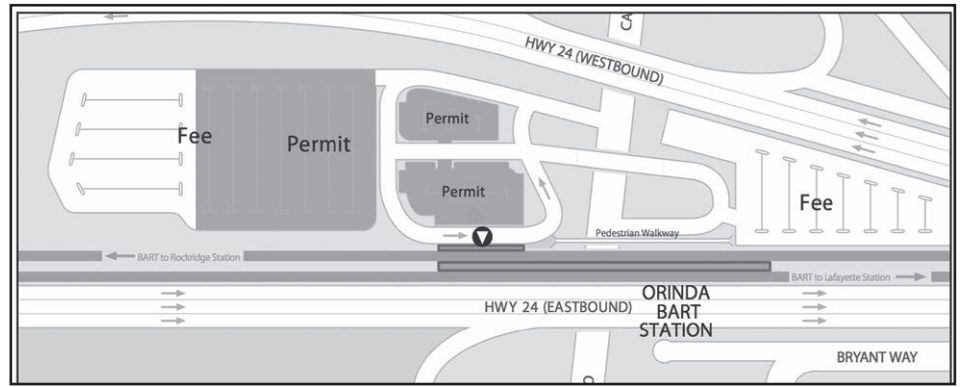 CA
HWY 24 (WESTBOUND)
Permit
Fee
Permit
Permit
Fee
Pedestrian Walkway
BART to Rockridge Station
BART to Lafayette Station
HWY 24 (EASTBOUND)
ORINDA
BART
STATION
BRYANT WAY
O